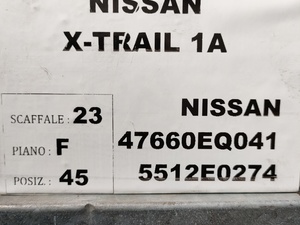 NISSAN
X-TRAIL 1A
SCAFFALE : 23
PIANO : F
POSIZ. : 45
NISSAN
47660EQ041
5512E0274